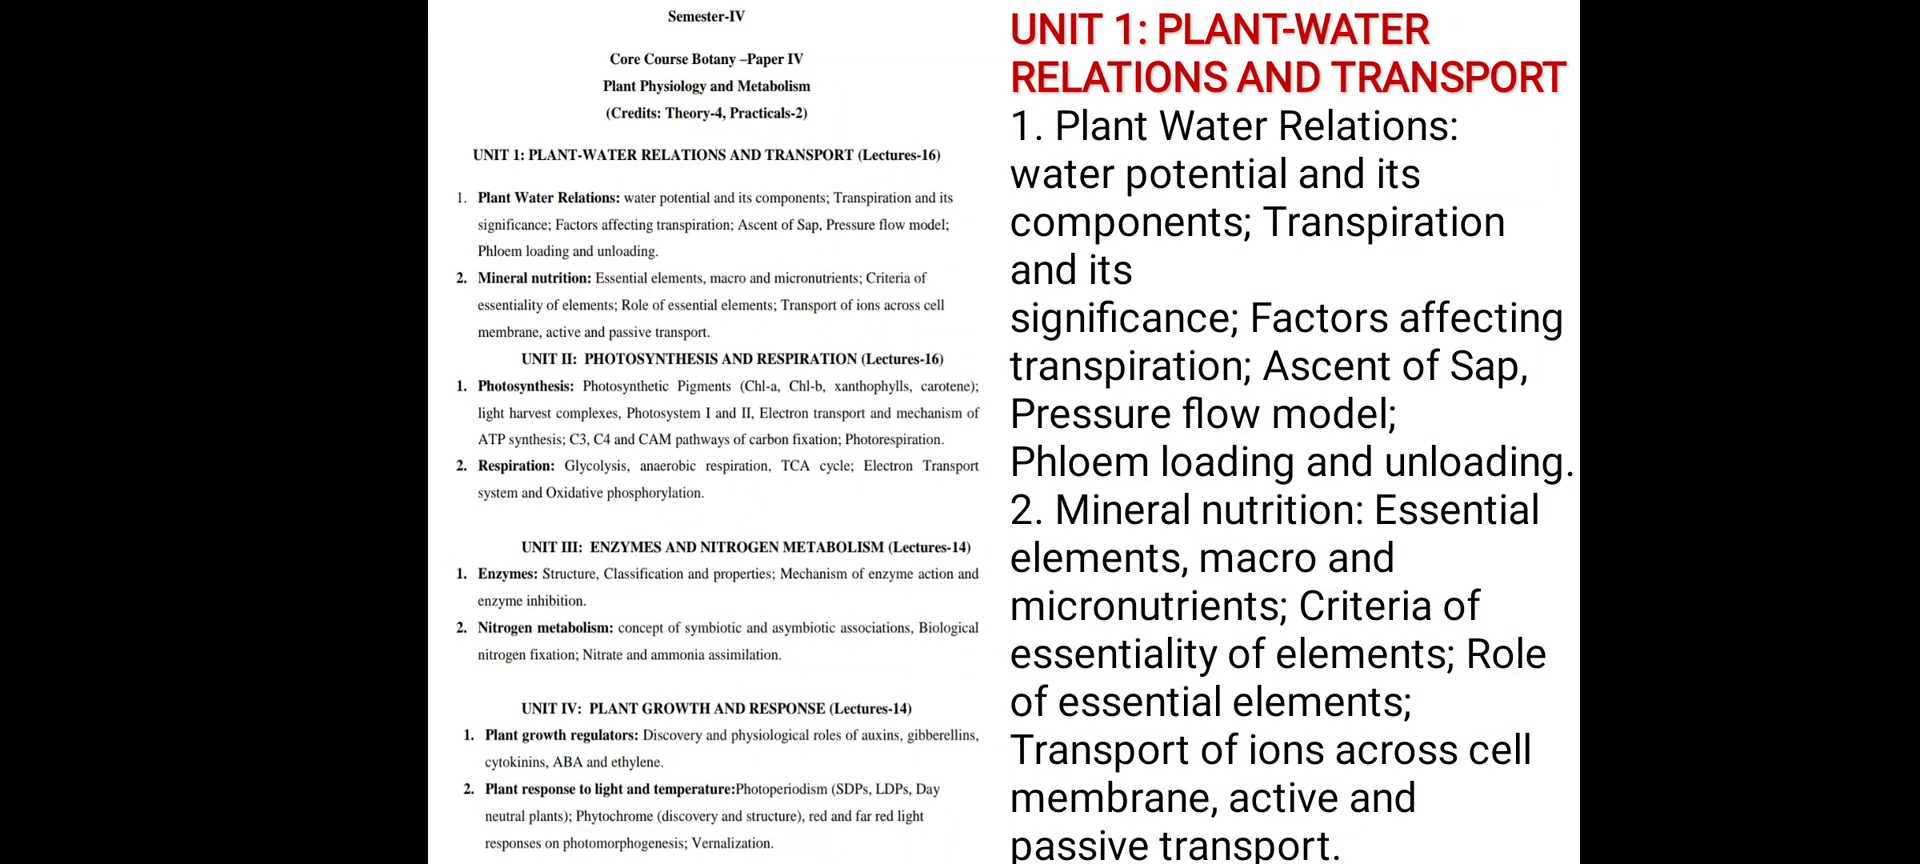 Semester-IV
Core Course Botany –Paper IV
Plant Physiology and Metabolism
(Credits: Theory-4, Practicals-2)
UNIT 1: PLANT-WATER RELATIONS AND TRANSPORT (Lectures-16)
1. Plant Water Relations: water potential and its components; Transpiration and its
significance; Factors affecting transpiration; Ascent of Sap, Pressure flow model;
Phloem loading and unloading.
2. Mineral nutrition: Essential elements, macro and micronutrients; Criteria of
essentiality of elements; Role of essential elements; Transport of ions across cell
membrane, active and passive transport.
UNIT II: PHOTOSYNTHESIS AND RESPIRATION (Lectures-16)
1. Photosynthesis: Photosynthetic Pigments (Chl-a, Chl-b, xanthophylls, carotene);
light harvest complexes, Photosystem I and II, Electron transport and mechanism of
ATP synthesis; C3, C4 and CAM pathways of carbon fixation; Photorespiration.
2. Respiration: Glycolysis, anaerobic respiration, TCA cycle; Electron Transport
system and Oxidative phosphorylation.
UNIT III: ENZYMES AND NITROGEN METABOLISM (Lectures-14)
1. Enzymes: Structure, Classification and properties; Mechanism of enzyme action and
enzyme inhibition.
2. Nitrogen metabolism: concept of symbiotic and asymbiotic associations, Biological
nitrogen fixation; Nitrate and ammonia assimilation.
UNIT IV: PLANT GROWTH AND RESPONSE (Lectures-14)
1. Plant growth regulators: Discovery and physiological roles of auxins, gibberellins,
cytokinins, ABA and ethylene.
2. Plant response to light and temperature:Photoperiodism (SDPs, LDPs, Day
neutral plants); Phytochrome (discovery and structure), red and far red light
responses on photomorphogenesis; Vernalization.
UNIT 1: PLANT-WATER
RELATIONS AND TRANSPORT
1. Plant Water Relations:
water potential and its
components; Transpiration
and its
significance; Factors affecting
transpiration; Ascent of Sap,
Pressure flow model;
Phloem loading and unloading.
2. Mineral nutrition: Essential
elements, macro and
micronutrients; Criteria of
essentiality of elements; Role
of essential elements;
Transport of ions across cell
membrane, active and
passive transport.